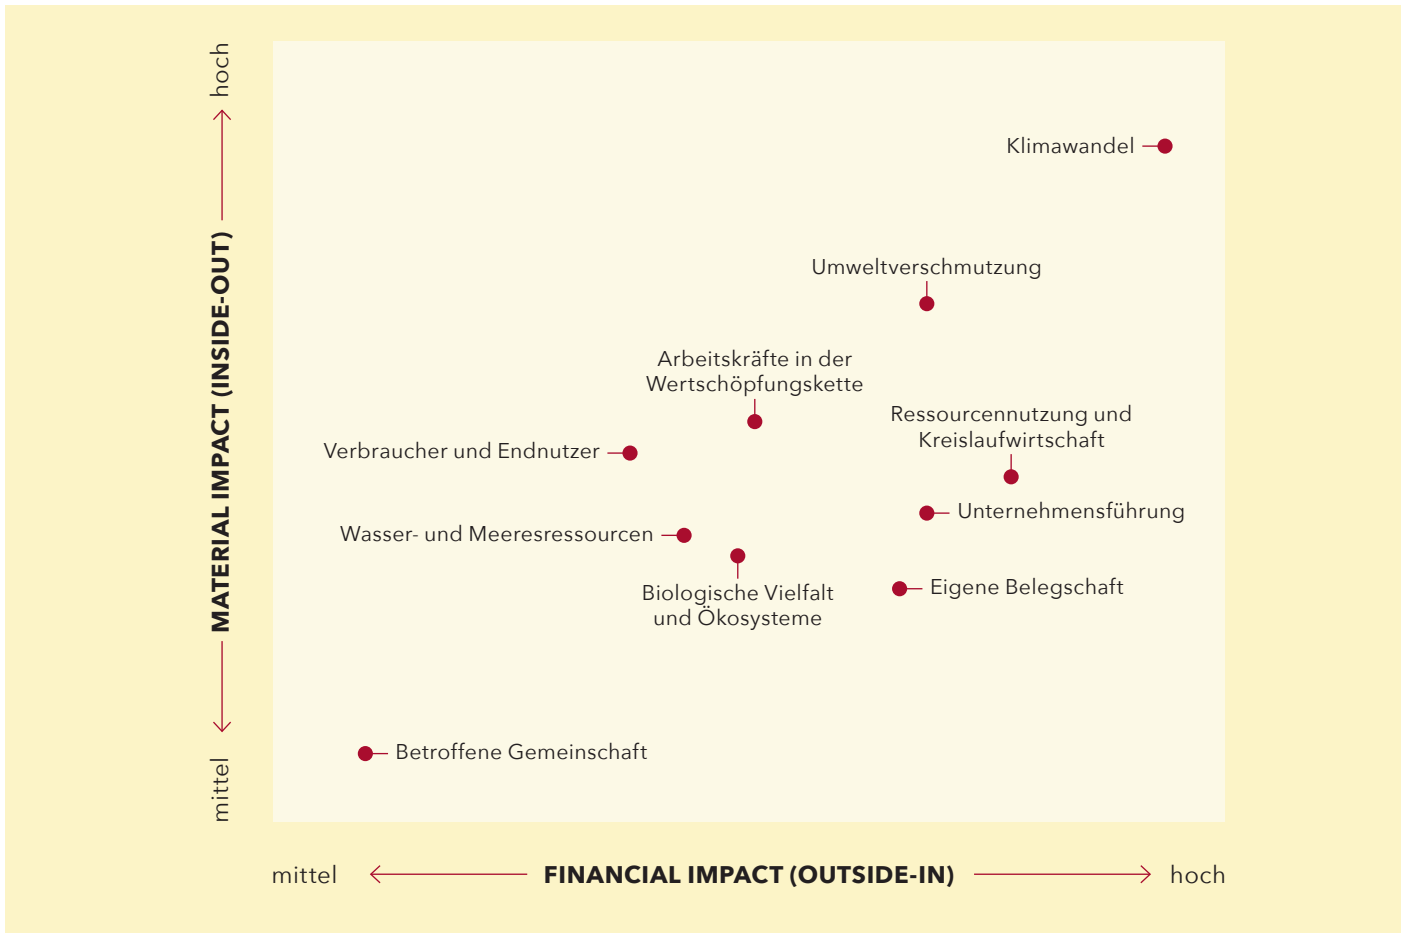 hoch
MATERIAL IMPACT (INSIDE-OUT)
mittel
Klimawandel
Umweltverschmutzung
Arbeitskräfte in der
Wertschöpfungskette
Ressourcennutzung und
Kreislaufwirtschaft
Verbraucher und Endnutzer
Unternehmensführung
Wasser- und Meeresressourcen
Biologische Vielfalt
und Ökosysteme
Eigene Belegschaft
Betroffene Gemeinschaft
mittel
FINANCIAL IMPACT (OUTSIDE-IN)
hoch